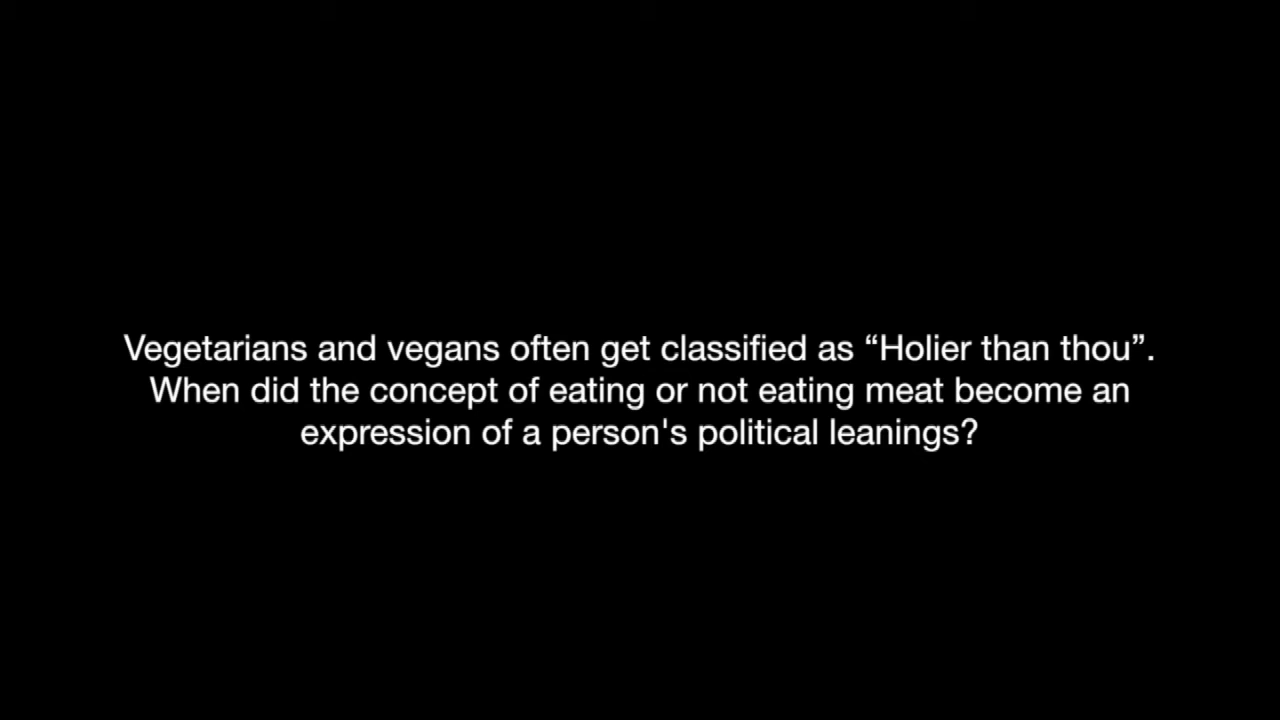 Vegetarians and vegans often get classified as “Holier than thou”.
When did the concept of eating or not eating meat become an
expression of a person's political leanings?